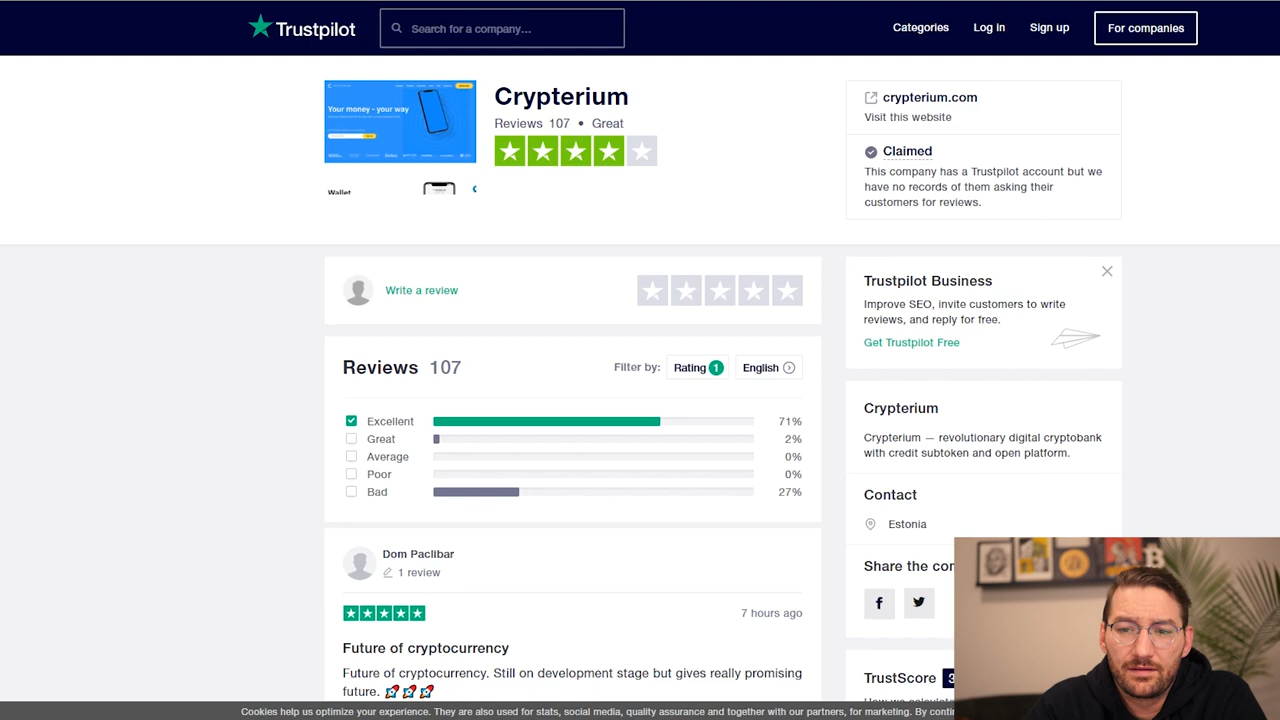 Trustpilot
Search for a company...
Categories
Log in
Sign up
For companies
Your money - your way
Wallet
Crypterium
Reviews 107 • Great
crypterium.com
Visit this website
Claimed
This company has a Trustpilot account but we
have no records of them asking their
customers for reviews.
Write a review
Trustpilot Business
Improve SEO, invite customers to write
reviews, and reply for free.
Get Trustpilot Free
Reviews 107
Filter by:
Rating 1
English
Excellent 71%
Great 2%
Average 0%
Poor 0%
Bad 27%
Crypterium
Crypterium — revolutionary digital cryptobank
with credit subtoken and open platform.
Contact
Estonia
Share the com
TrustScore
Dom Paclibar
1 review
7 hours ago
Future of cryptocurrency
Future of cryptocurrency. Still on development stage but gives really promising
future. 🚀🚀🚀
Cookies help us optimize your experience. They are also used for stats, social media, quality assurance and together with our partners, for marketing. By contin